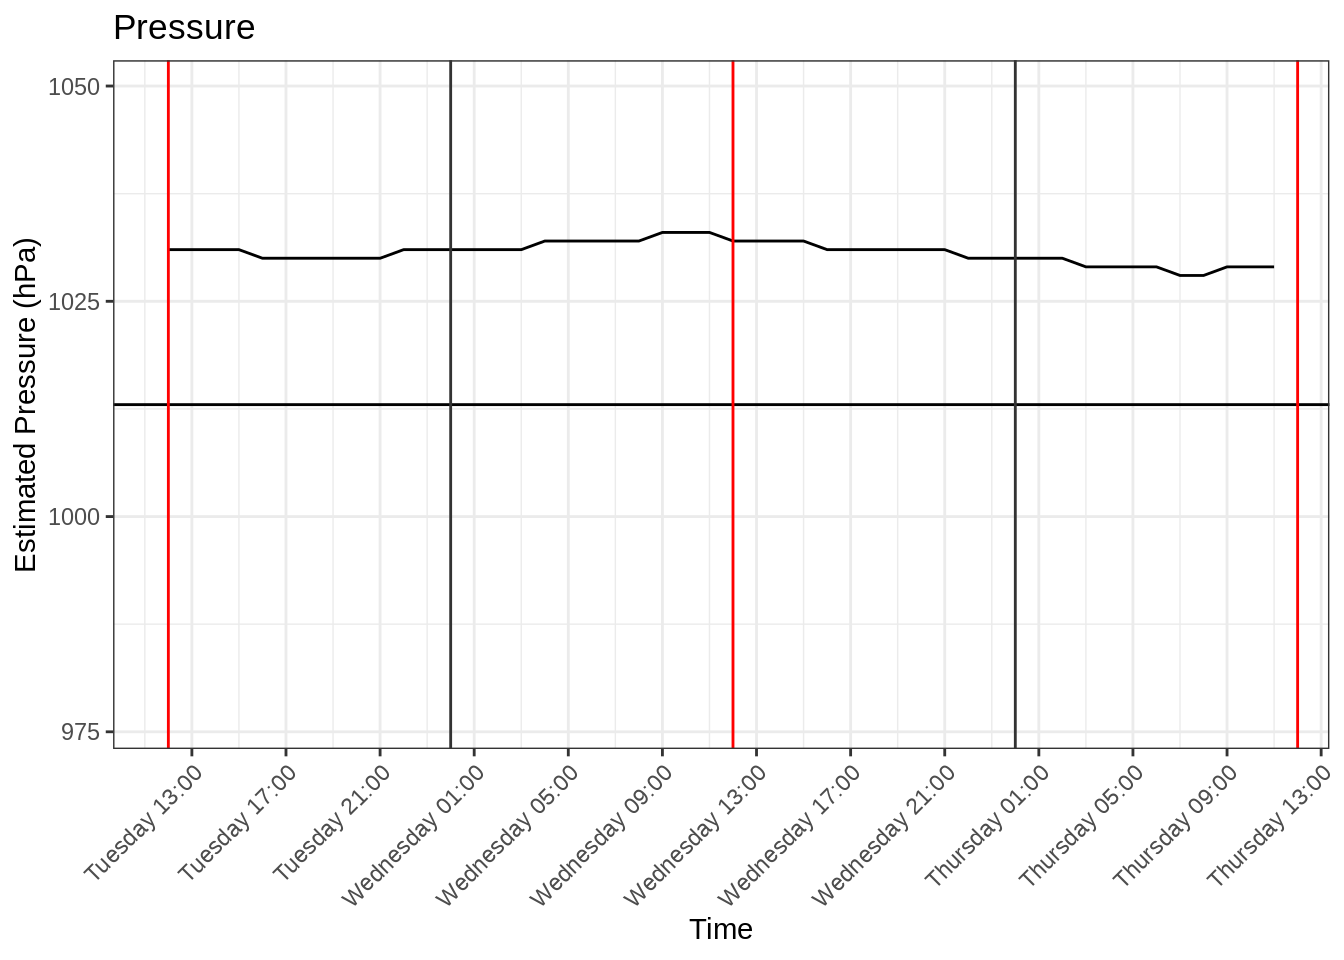 Pressure
Estimated Pressure (hPa)
1050
1025
1000
975
Tuesday 13:00
Tuesday 17:00
Tuesday 21:00
Wednesday 01:00
Wednesday 05:00
Wednesday 09:00
Wednesday 13:00
Wednesday 17:00
Wednesday 21:00
Thursday 01:00
Thursday 05:00
Thursday 09:00
Thursday 13:00
Time